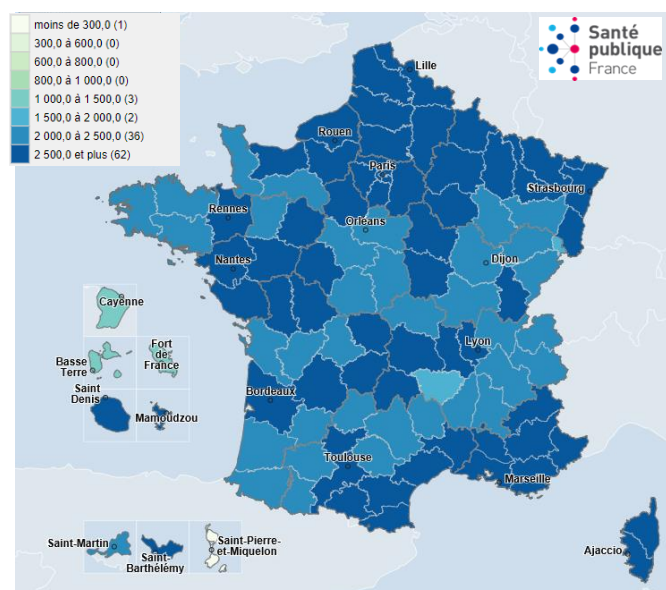 moins de 300,0 (1)
300,0 à 600,0 (0)
600,0 à 800,0 (0)
800,0 à 1 000,0 (0)
1 000,0 à 1 500,0 (3)
1 500,0 à 2 000,0 (2)
2 000,0 à 2 500,0 (36)
2 500,0 et plus (62)
Santé
publique
France
Lille
Rouen
Paris
Strasbourg
Rennes
Orléans
Dijon
Nantes
Cayenne
Basse
Terre
Fort
de
France
Lyon
Saint
Denis
Mamoudzou
Bordeaux
Toulouse
Marseille
Saint-Martin
Saint-
Barthélémy
Saint-Pierre-
et-Miquelon
Ajaccio